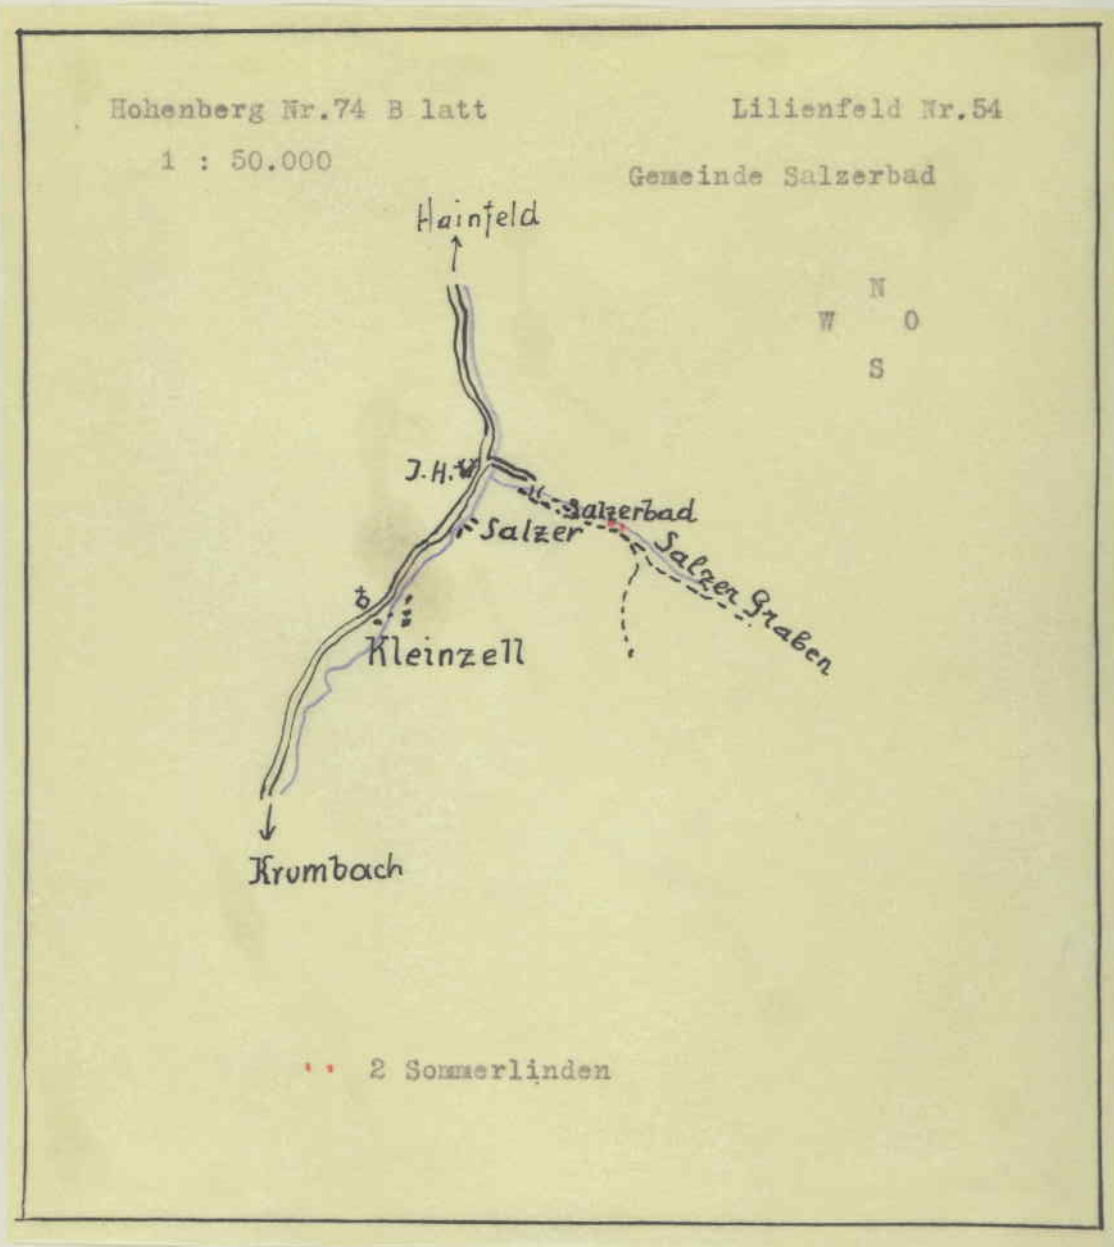 Hohenberg Nr.74 B latt
Lilienfeld Nr.54
1 : 50.000
Gemeinde Salzerbad
Hainfeld
N
W O
S
J.H.
Salzerbad
Salzer
Salzer Graben
Kleinzell
Krumbach
2 Sommerlinden